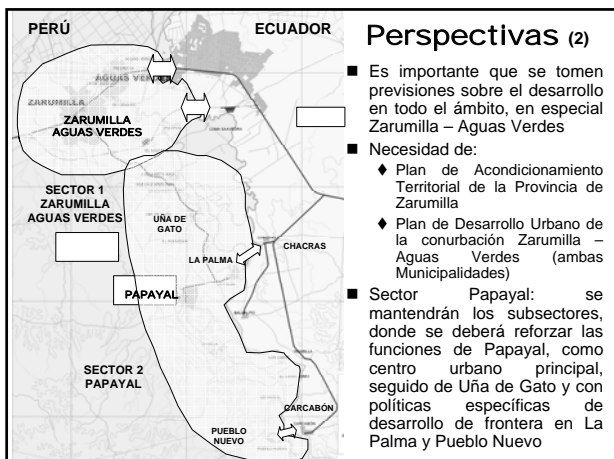 PERÚ
ECUADOR
AGUAS VERDES
ZARUMILLA
ZARUMILLA
AGUAS VERDES
SECTOR 1
ZARUMILLA
AGUAS VERDES
UÑA DE
GATO
LA PALMA
CHACRAS
PAPAYAL
SECTOR 2
PAPAYAL
CARCABÓN
PUEBLO
NUEVO
Perspectivas (2)
■ Es importante que se tomen
previsiones sobre el desarrollo
en todo el ámbito, en especial
Zarumilla – Aguas Verdes
■ Necesidad de:
♦ Plan de Acondicionamiento
Territorial de la Provincia de
Zarumilla
♦ Plan de Desarrollo Urbano de
la conurbación Zarumilla –
Aguas Verdes (ambas
Municipalidades)
■ Sector Papayal: se
mantendrán los subsectores,
donde se deberá reforzar las
funciones de Papayal, como
centro urbano principal,
seguido de Uña de Gato y con
políticas específicas de
desarrollo de frontera en La
Palma y Pueblo Nuevo